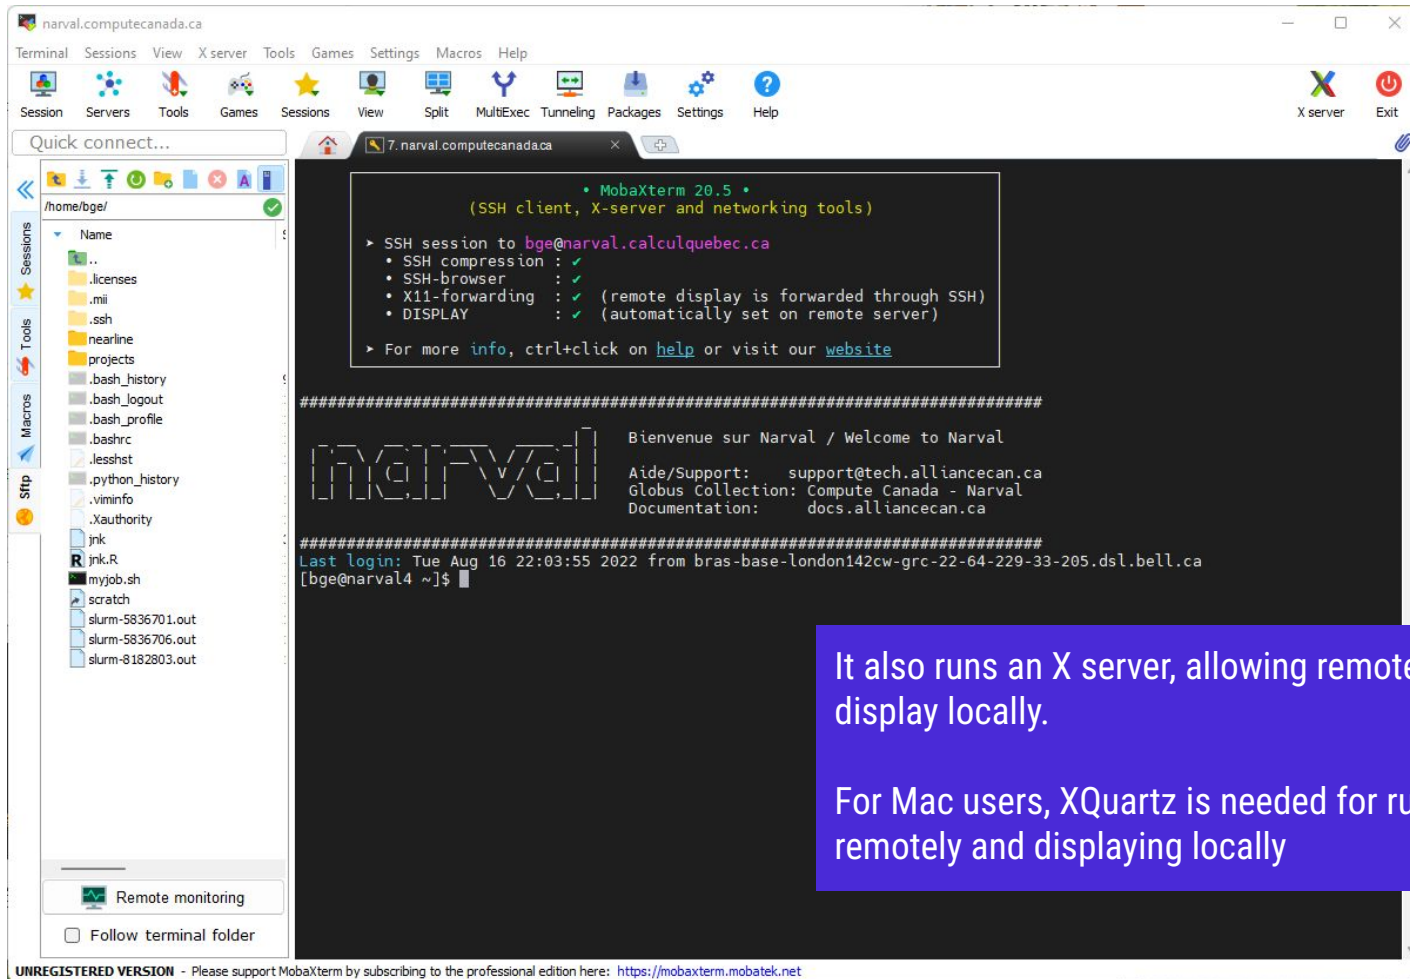 narval.computecanada.ca
Terminal Sessions View X server Tools Games Settings Macros Help
Session Servers Tools Games Sessions View Split MultiExec Tunneling Packages Settings Help X server Exit
Quick connect...
7. narval.computecanada.ca
/home/bge/
Name
..
.licenses
.mii
.ssh
nearline
projects
.bash_history
.bash_logout
.bash_profile
.bashrc
.lesshst
.python_history
.viminfo
.Xauthority
jnk
jnk.R
myjob.sh
scratch
slurm-5836701.out
slurm-5836706.out
slurm-8182803.out
Sessions
Tools
Macros
Sftp
Remote monitoring
Follow terminal folder
• MobaXterm 20.5 •
(SSH client, X-server and networking tools)
➤ SSH session to bge@narval.calculquebec.ca
• SSH compression : ✔
• SSH-browser : ✔
• X11-forwarding : ✔ (remote display is forwarded through SSH)
• DISPLAY : ✔ (automatically set on remote server)
➤ For more info, ctrl+click on help or visit our website
###############################################################################
narval
Bienvenue sur Narval / Welcome to Narval
Aide/Support: support@tech.alliancecan.ca
Globus Collection: Compute Canada - Narval
Documentation: docs.alliancecan.ca
###############################################################################
Last login: Tue Aug 16 22:03:55 2022 from bras-base-london142cw-grc-22-64-229-33-205.dsl.bell.ca
[bge@narval4 ~]$
It also runs an X server, allowing remote
display locally.
For Mac users, XQuartz is needed for ru
remotely and displaying locally
UNREGISTERED VERSION - Please support MobaXterm by subscribing to the professional edition here: https://mobaxterm.mobatek.net